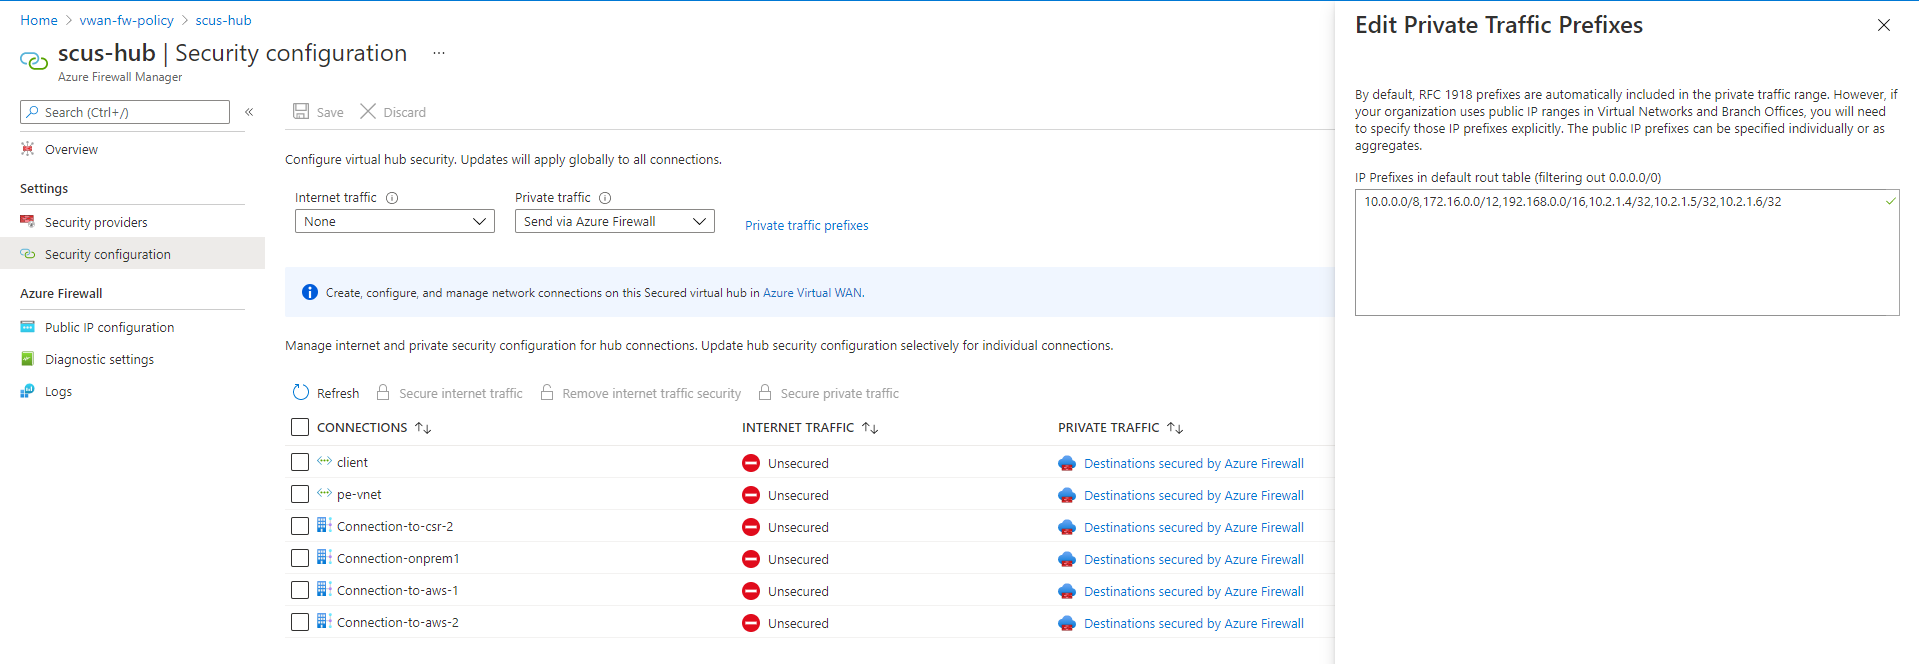 Home > vwan-fw-policy > scus-hub
scus-hub | Security configuration ...
Azure Firewall Manager
Search (Ctrl+/)
«
Overview
Settings
Security providers
Security configuration
Azure Firewall
Public IP configuration
Diagnostic settings
Logs
Save Discard
Configure virtual hub security. Updates will apply globally to all connections.
Internet traffic Private traffic
None Send via Azure Firewall Private traffic prefixes
Create, configure, and manage network connections on this Secured virtual hub in Azure Virtual WAN.
Manage internet and private security configuration for hub connections. Update hub security configuration selectively for individual connections.
Refresh Secure internet traffic Remove internet traffic security Secure private traffic
CONNECTIONS ↑↓ INTERNET TRAFFIC ↑↓ PRIVATE TRAFFIC ↑↓
client Unsecured Destinations secured by Azure Firewall
pe-vnet Unsecured Destinations secured by Azure Firewall
Connection-to-csr-2 Unsecured Destinations secured by Azure Firewall
Connection-onprem1 Unsecured Destinations secured by Azure Firewall
Connection-to-aws-1 Unsecured Destinations secured by Azure Firewall
Connection-to-aws-2 Unsecured Destinations secured by Azure Firewall
Edit Private Traffic Prefixes
By default, RFC 1918 prefixes are automatically included in the private traffic range. However, if
your organization uses public IP ranges in Virtual Networks and Branch Offices, you will need
to specify those IP prefixes explicitly. The public IP prefixes can be specified individually or as
aggregates.
IP Prefixes in default rout table (filtering out 0.0.0.0/0)
10.0.0.0/8,172.16.0.0/12,192.168.0.0/16,10.2.1.4/32,10.2.1.5/32,10.2.1.6/32